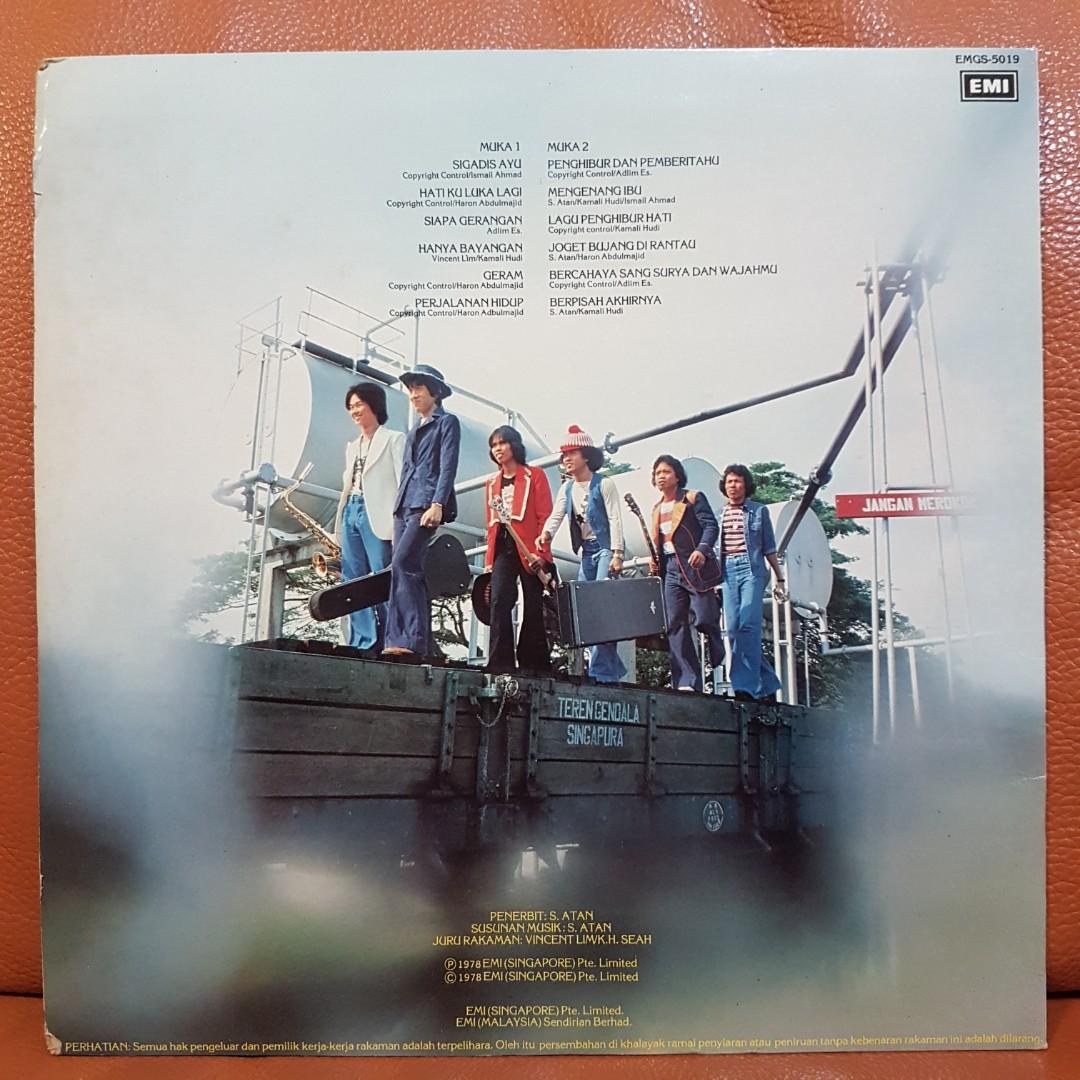 EMGS-5019
EMI
MUKA 1
SIGADIS AYU
Copyright Control/Ismail Ahmad
HATI KU LUKA LAGI
Copyright Control/Haron Abdulmajid
SIAPA GERANGAN
Adlim Es.
HANYA BAYANGAN
Vincent Lim/Kamali Hudi
GERAM
Copyright Control/Haron Abdulmajid
PERJALANAN HIDUP
Copyright Control/Haron Adbulmajid
MUKA 2
PENGHIBUR DAN PEMBERITAHU
Copyright Control/Adlim Es.
MENGENANG IBU
S. Atan/Kamali Hudi/Ismail Ahmad
LAGU PENGHIBUR HATI
Copyright control/Kamali Hudi
JOGET BUJANG DI RANTAU
S. Atan/Haron Abdulmajid
BERCAHAYA SANG SURYA DAN WAJAHMU
Copyright Control/Adlim Es.
BERPISAH AKHIRNYA
S. Atan/Kamali Hudi
JANGAN MEROKOK
TEREN GENDALA
SINGAPURA
PENERBIT: S. ATAN
SUSUNAN MUSIK: S. ATAN
JURU RAKAMAN: VINCENT LIM/K.H. SEAH
Ⓟ 1978 EMI (SINGAPORE) Pte. Limited
© 1978 EMI (SINGAPORE) Pte. Limited
EMI (SINGAPORE) Pte. Limited.
EMI (MALAYSIA) Sendirian Berhad.
PERHATIAN: Semua hak pengeluar dan pemilik kerja-kerja rakaman adalah terpelihara. Oleh itu persembahan di khalayak ramai penyiaran atau peniruan tanpa kebenaran rakaman ini adalah dilarang.